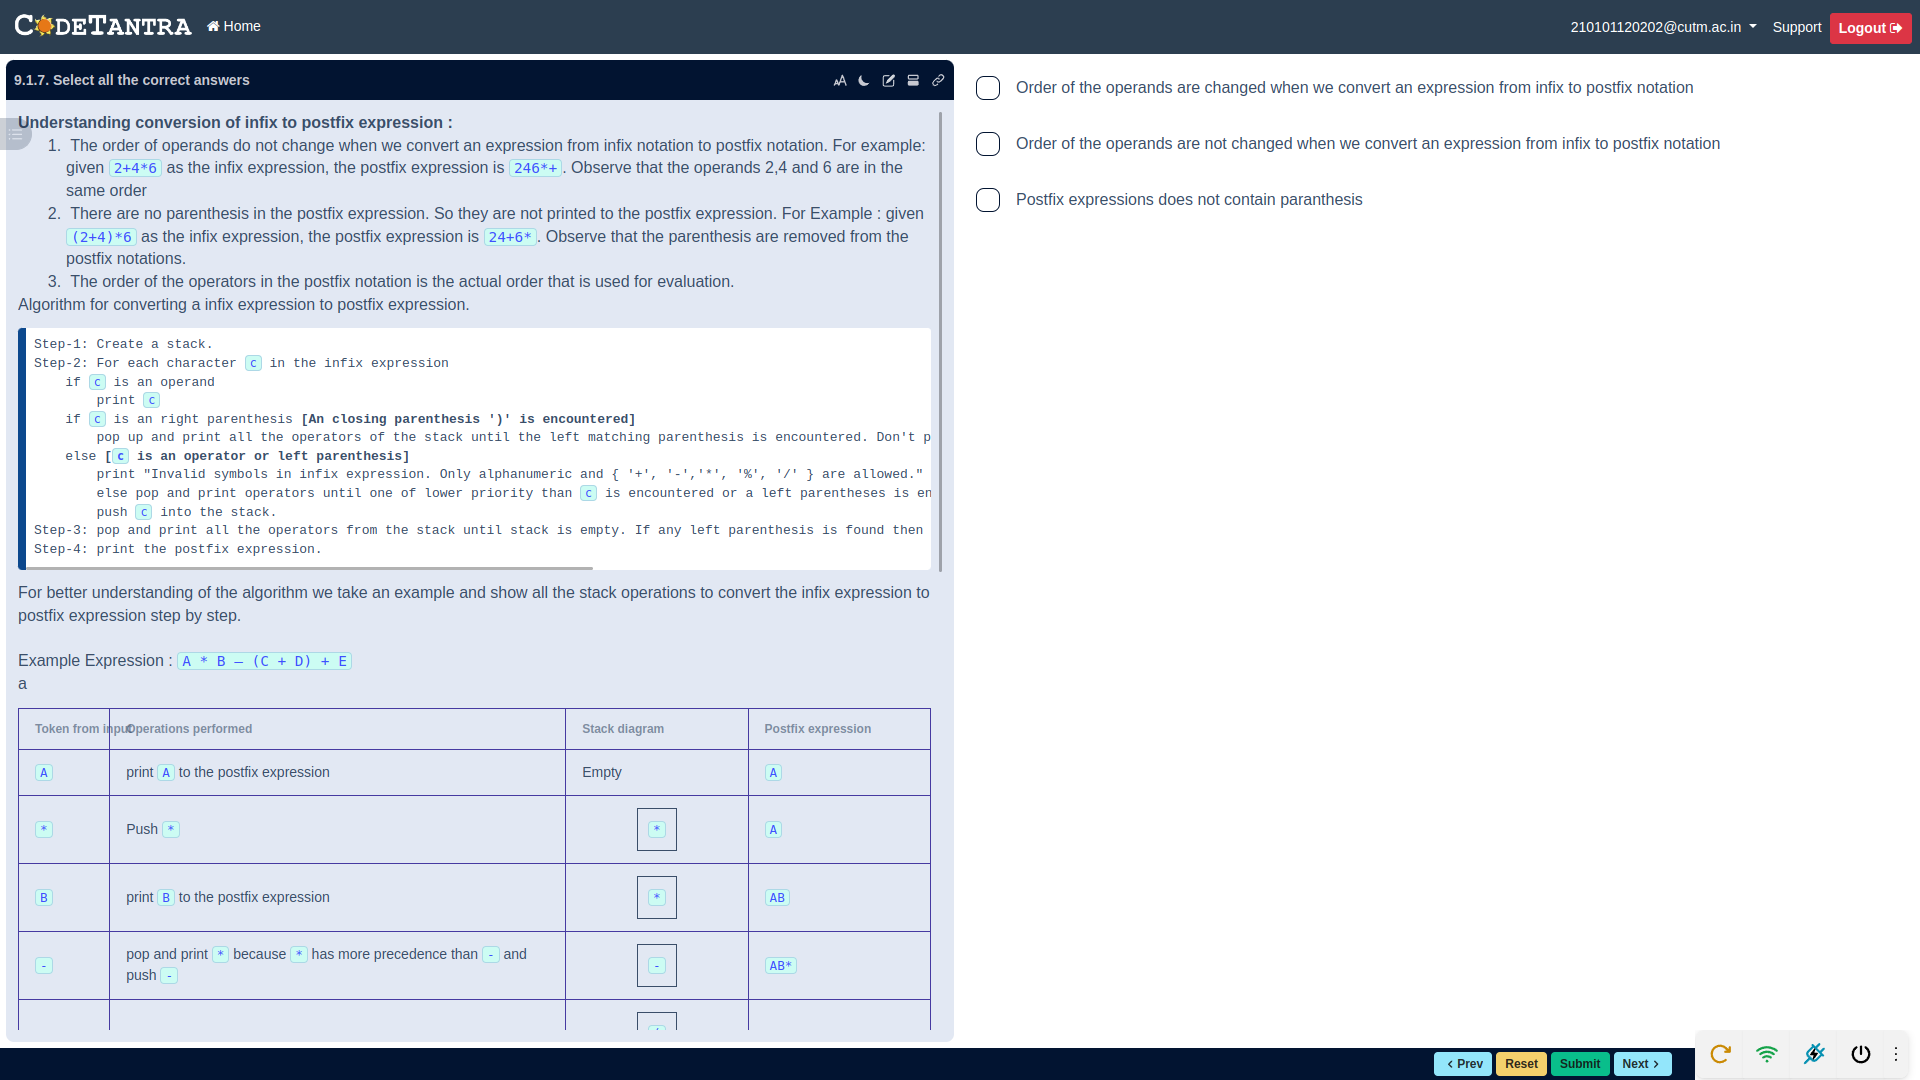 CODETANTRA
Home
210101120202@cutm.ac.in
Support
Logout
9.1.7. Select all the correct answers
Understanding conversion of infix to postfix expression :
1. The order of operands do not change when we convert an expression from infix notation to postfix notation. For example:
given 2+4*6 as the infix expression, the postfix expression is 246*+. Observe that the operands 2,4 and 6 are in the
same order
2. There are no parenthesis in the postfix expression. So they are not printed to the postfix expression. For Example : given
(2+4)*6 as the infix expression, the postfix expression is 24+6*. Observe that the parenthesis are removed from the
postfix notations.
3. The order of the operators in the postfix notation is the actual order that is used for evaluation.
Algorithm for converting a infix expression to postfix expression.
Step-1: Create a stack.
Step-2: For each character c in the infix expression
if c is an operand
print c
if c is an right parenthesis [An closing parenthesis ')' is encountered]
pop up and print all the operators of the stack until the left matching parenthesis is encountered. Don't p
else [c is an operator or left parenthesis]
print "Invalid symbols in infix expression. Only alphanumeric and { '+', '-','*', '%', '/' } are allowed."
else pop and print operators until one of lower priority than c is encountered or a left parentheses is en
push c into the stack.
Step-3: pop and print all the operators from the stack until stack is empty. If any left parenthesis is found then
Step-4: print the postfix expression.
For better understanding of the algorithm we take an example and show all the stack operations to convert the infix expression to
postfix expression step by step.
Example Expression : A * B – (C + D) + E
a
Token from input Operations performed Stack diagram Postfix expression
A print A to the postfix expression Empty A
* Push * * A
B print B to the postfix expression * AB
- pop and print * because * has more precedence than - and push - - AB*
Order of the operands are changed when we convert an expression from infix to postfix notation
Order of the operands are not changed when we convert an expression from infix to postfix notation
Postfix expressions does not contain paranthesis
Prev
Reset
Submit
Next